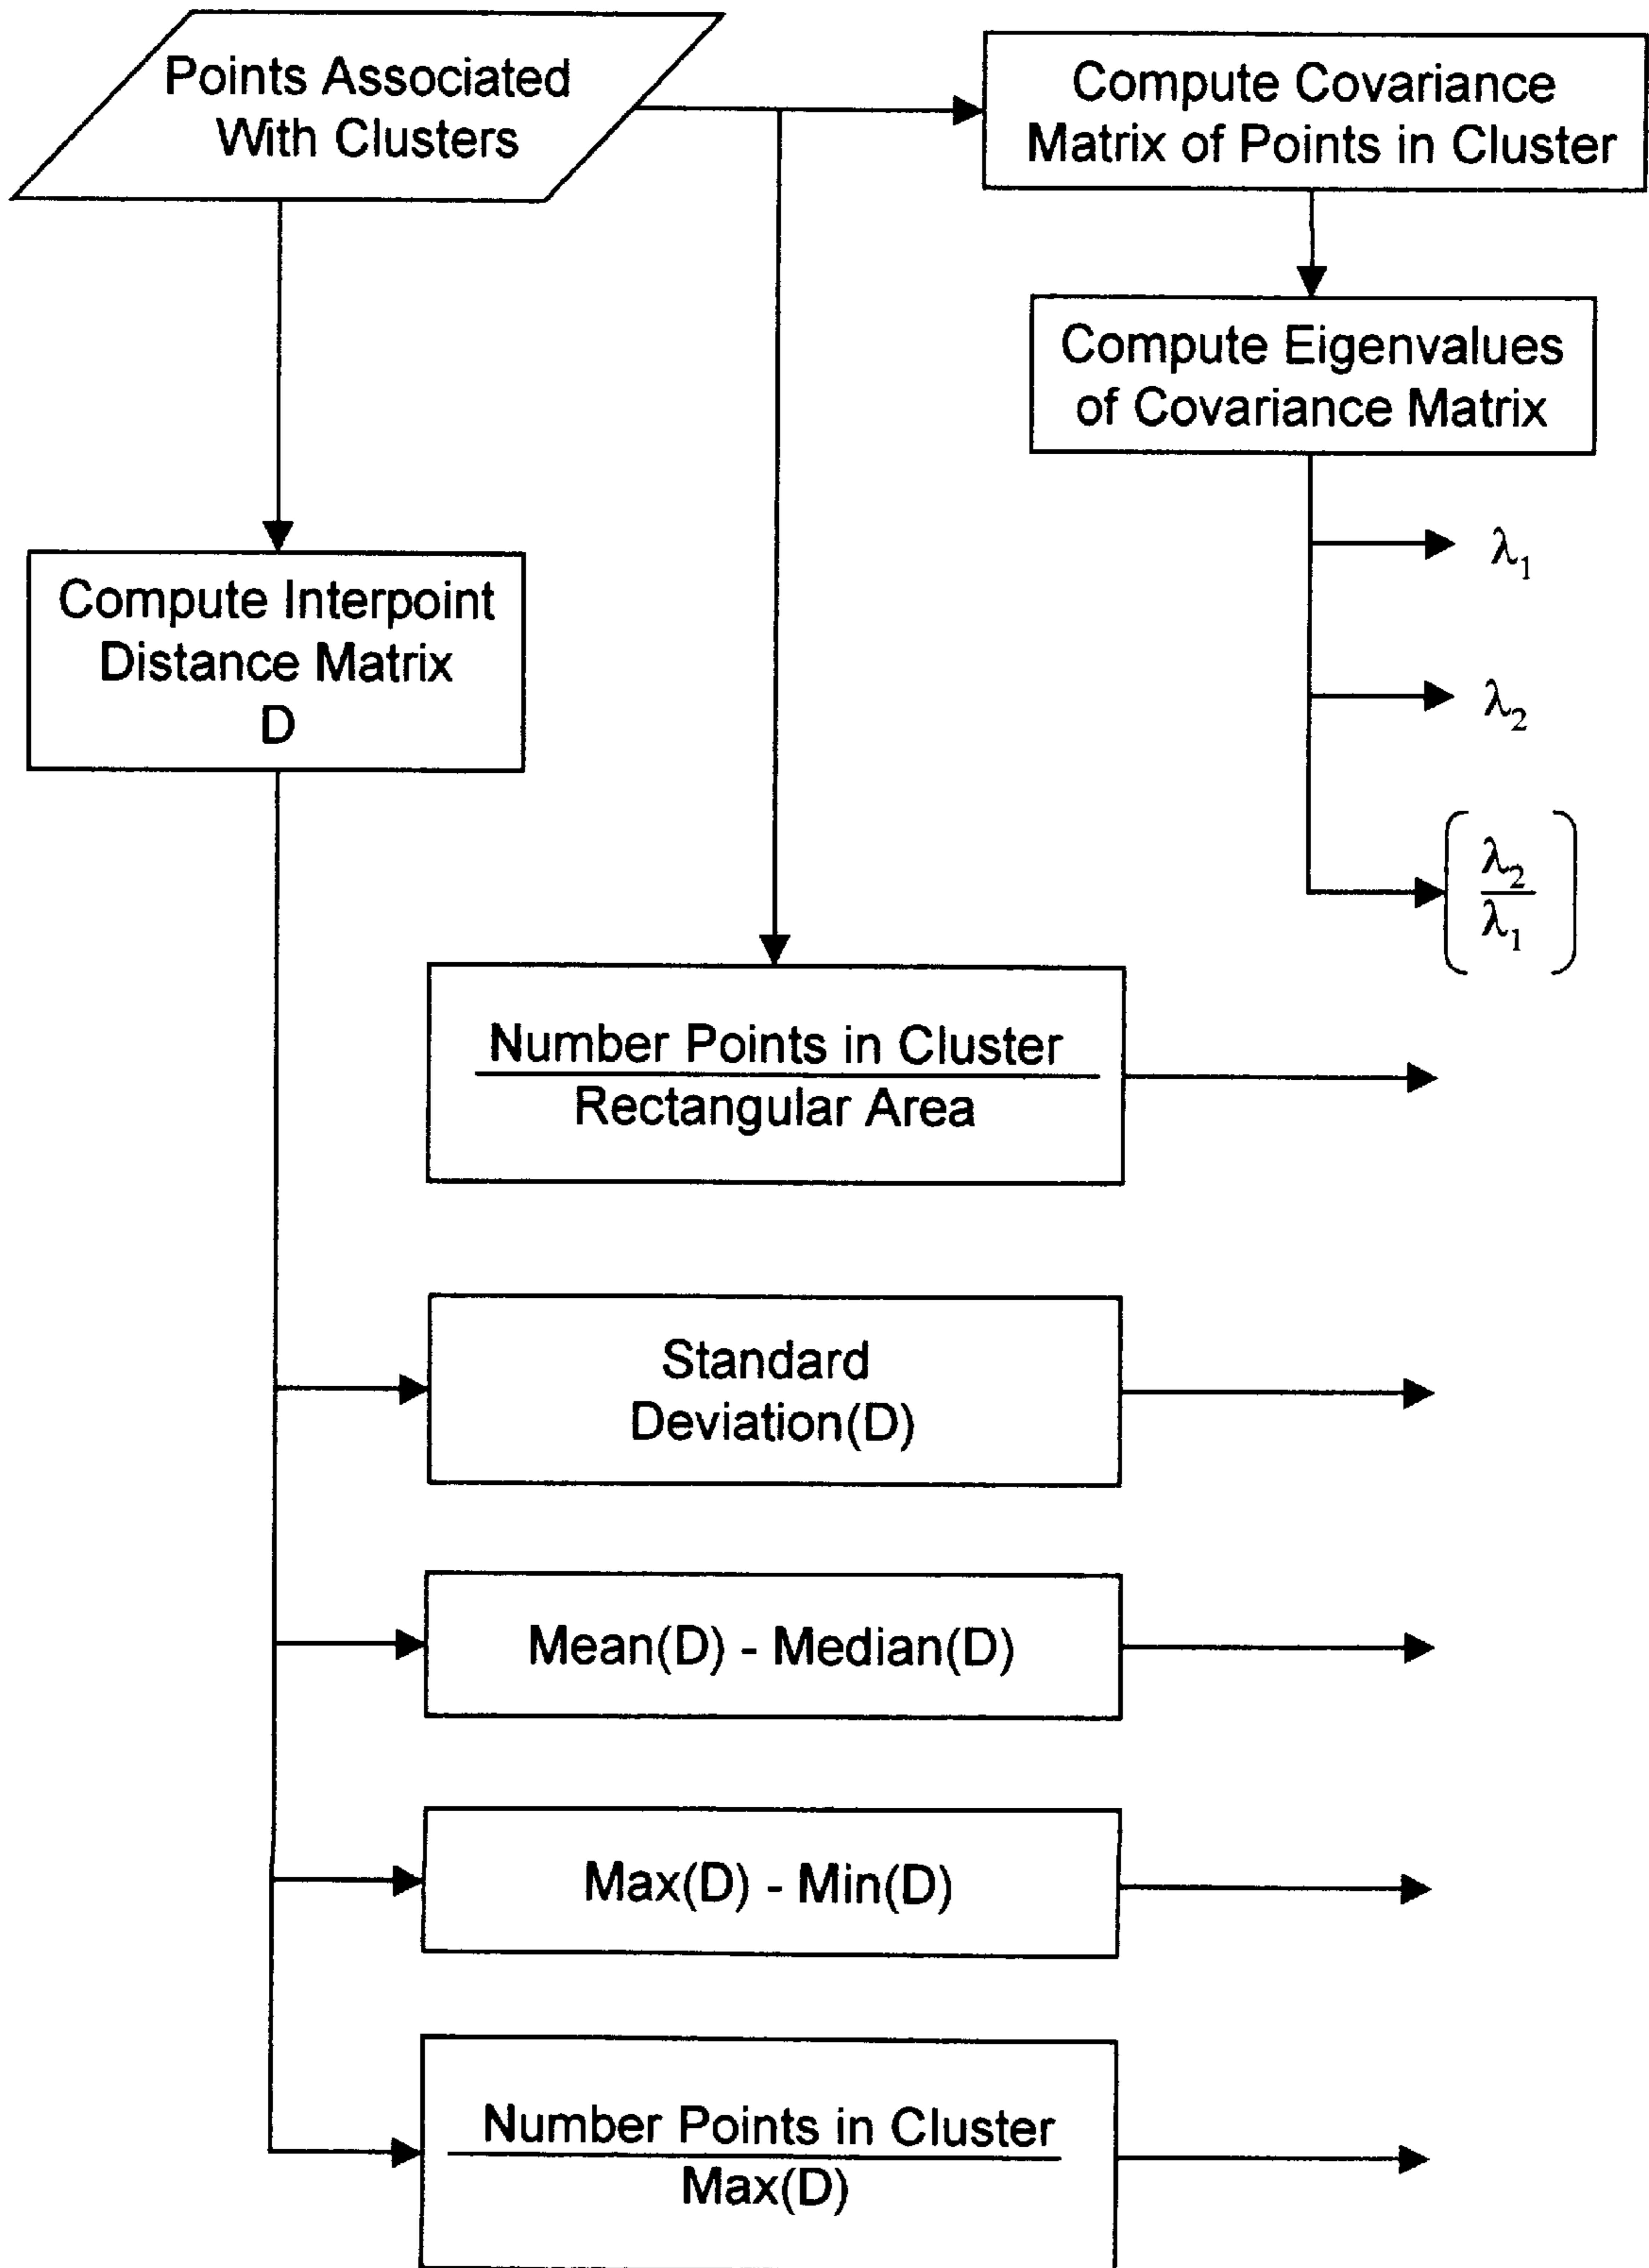 Points Associated
With Clusters
Compute Covariance
Matrix of Points in Cluster
Compute Eigenvalues
of Covariance Matrix
λ1
λ2
λ2
λ1
Compute Interpoint
Distance Matrix
D
Number Points in Cluster
Rectangular Area
Standard
Deviation(D)
Mean(D) - Median(D)
Max(D) - Min(D)
Number Points in Cluster
Max(D)